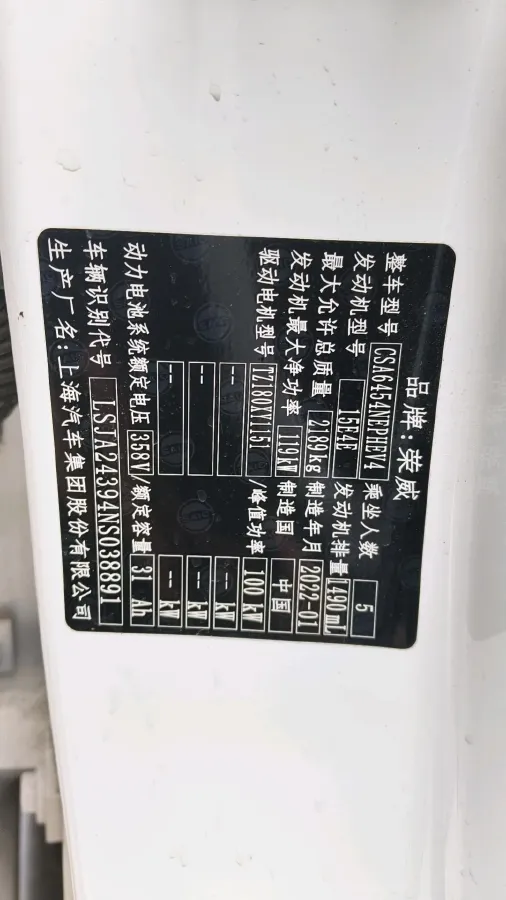 品牌:荣威
整车型号 CSA6454NEPHEV4 乘坐人数 5
发动机型号 15E4E 发动机排量 1490 mL
最大允许总质量 2189kg 制造年月 2022-01
发动机最大净功率 119kW 制造国 中国
驱动电机型号 TZ180XY1151 /峰值功率 100 kW
-- -- kW
-- -- kW
-- -- kW
动力电池系统额定电压 358V/额定容量 31 Ah
车辆识别代号 LSJA24394NS038891
生产厂名:上海汽车集团股份有限公司